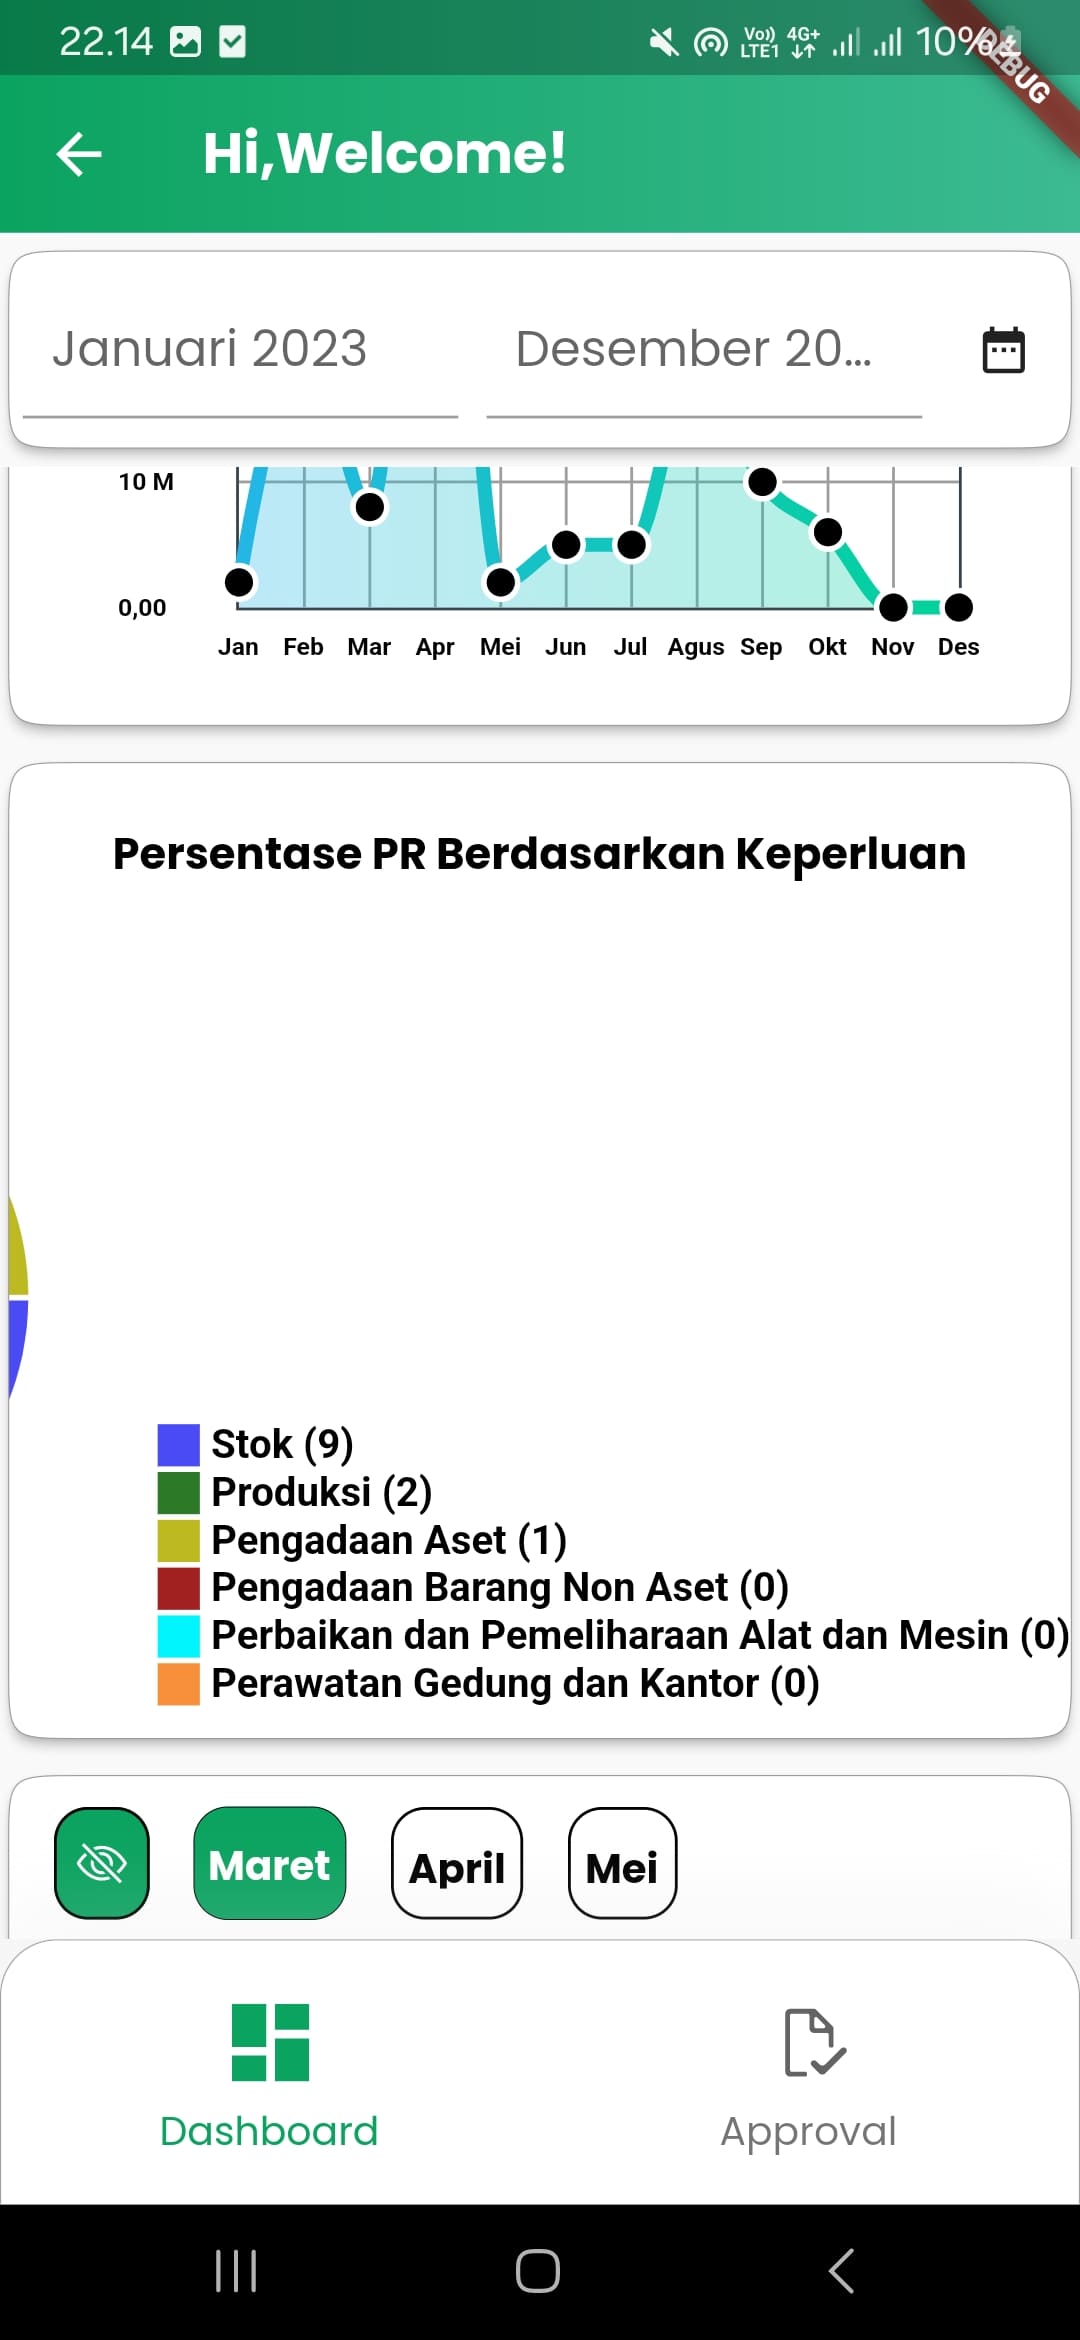 22.14
Vo)) LTE1 4G+ 10%
DEBUG
Hi,Welcome!
Januari 2023 Desember 20...
10 M
0,00
Jan Feb Mar Apr Mei Jun Jul Agus Sep Okt Nov Des
Persentase PR Berdasarkan Keperluan
Stok (9)
Produksi (2)
Pengadaan Aset (1)
Pengadaan Barang Non Aset (0)
Perbaikan dan Pemeliharaan Alat dan Mesin (0)
Perawatan Gedung dan Kantor (0)
Maret April Mei
Dashboard Approval